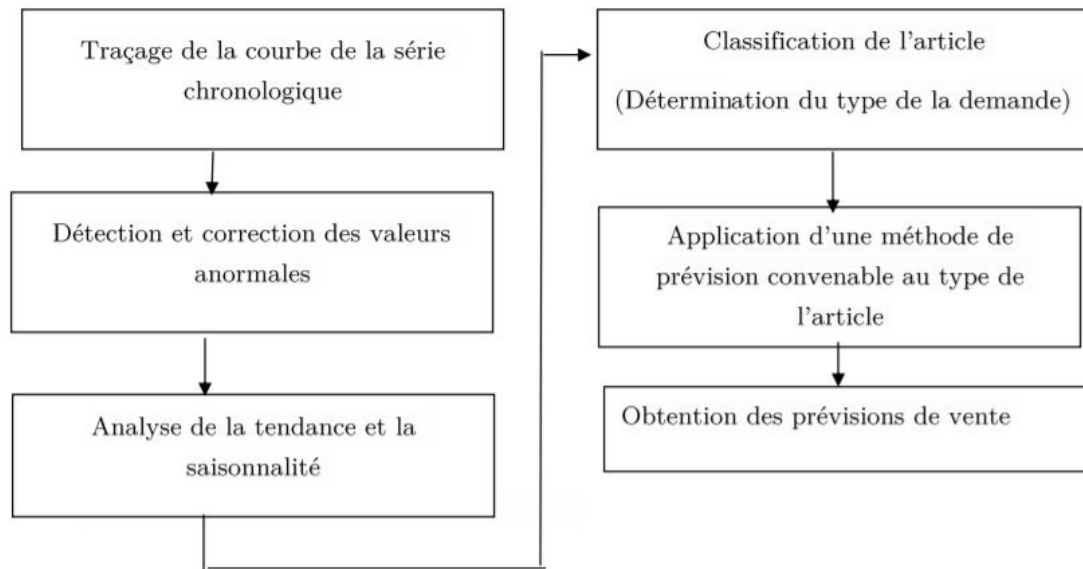 Traçage de la courbe de la série
chronologique
Détection et correction des valeurs
anormales
Analyse de la tendance et la
saisonnalité
Classification de l'article
(Détermination du type de la demande)
Application d'une méthode de
prévision convenable au type de
l'article
Obtention des prévisions de vente